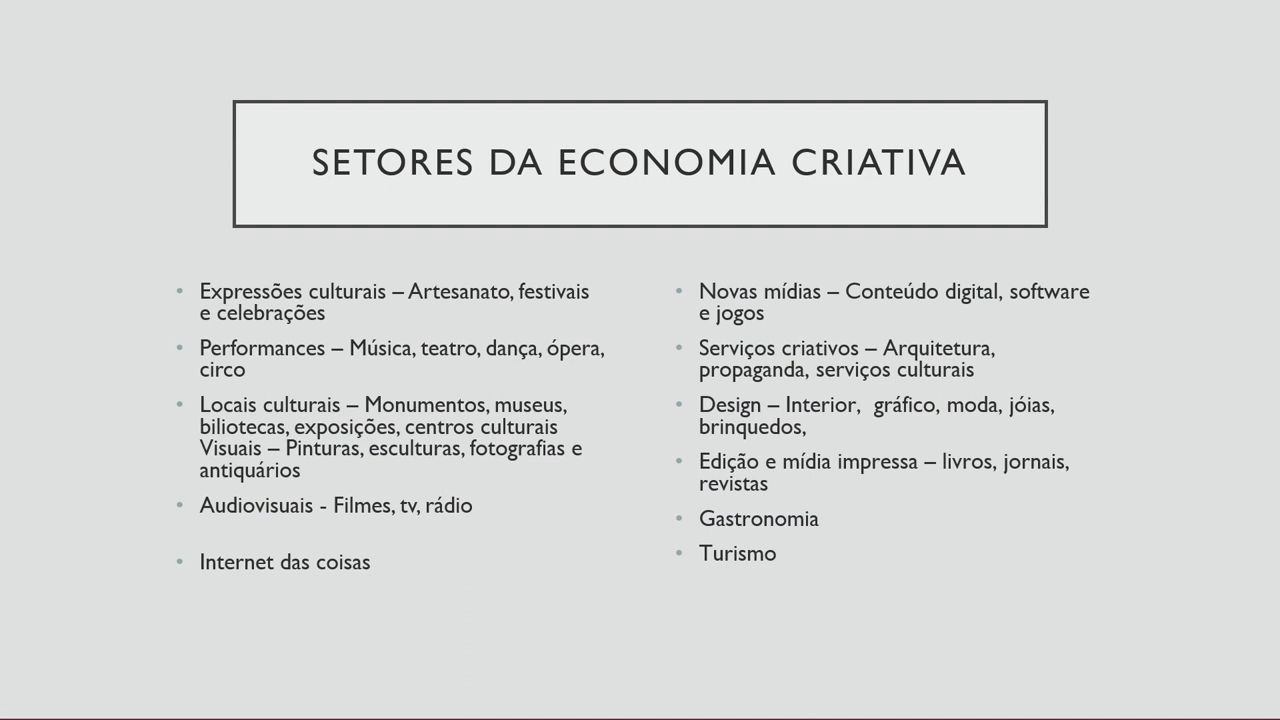 SETORES DA ECONOMIA CRIATIVA
• Expressões culturais – Artesanato, festivais
e celebrações
• Performances – Música, teatro, dança, ópera,
circo
• Locais culturais – Monumentos, museus,
biliotecas, exposições, centros culturais
Visuais – Pinturas, esculturas, fotografias e
antiquários
• Audiovisuais - Filmes, tv, rádio
• Internet das coisas
• Novas mídias – Conteúdo digital, software
e jogos
• Serviços criativos – Arquitetura,
propaganda, serviços culturais
• Design – Interior,  gráfico, moda, jóias,
brinquedos,
• Edição e mídia impressa – livros, jornais,
revistas
• Gastronomia
• Turismo